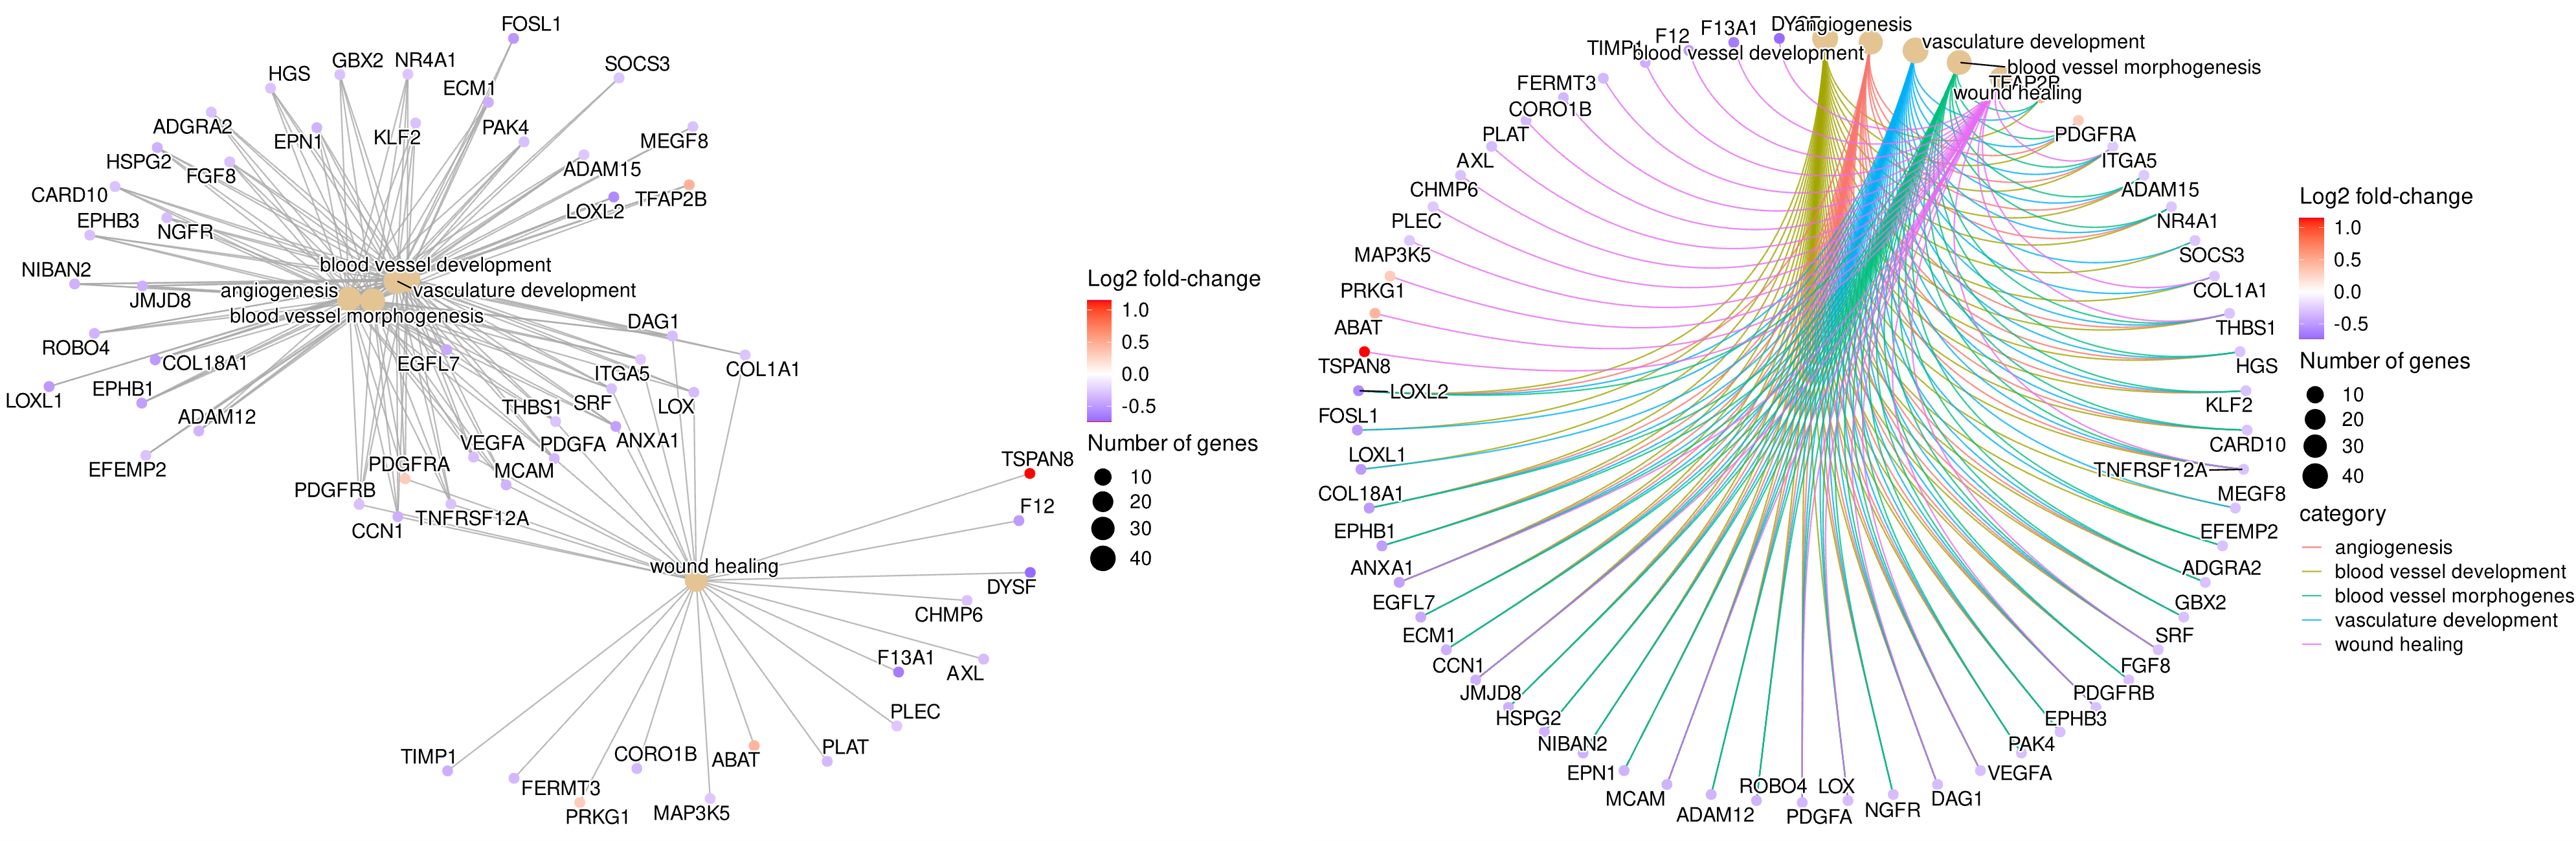 FOSL1
GBX2
NR4A1
HGS
SOCS3
ECM1
ADGRA2
EPN1
KLF2
PAK4
MEGF8
HSPG2
FGF8
ADAM15
CARD10
TFAP2B
LOXL2
EPHB3
NGFR
blood vessel development
NIBAN2
JMJD8
angiogenesis
vasculature development
blood vessel morphogenesis
DAG1
ROBO4
COL18A1
EGFL7
ITGA5
COL1A1
LOXL1
EPHB1
THBS1
SRF
LOX
ADAM12
VEGFA
PDGFA
ANXA1
EFEMP2
PDGFRA
MCAM
TSPAN8
PDGFRB
F12
CCN1
TNFRSF12A
wound healing
DYSF
CHMP6
F13A1
AXL
PLEC
TIMP1
CORO1B
ABAT
PLAT
FERMT3
PRKG1
MAP3K5
Log2 fold-change
1.0
0.5
0.0
-0.5
Number of genes
10
20
30
40
TIMP1
F12
F13A1
DYSF
angiogenesis
blood vessel development
vasculature development
blood vessel morphogenesis
TFAP2B
wound healing
FERMT3
CORO1B
PLAT
AXL
CHMP6
PLEC
MAP3K5
PRKG1
ABAT
TSPAN8
LOXL2
FOSL1
LOXL1
COL18A1
EPHB1
ANXA1
EGFL7
ECM1
CCN1
JMJD8
HSPG2
NIBAN2
EPN1
MCAM
ADAM12
ROBO4
PDGFA
LOX
NGFR
DAG1
VEGFA
PAK4
EPHB3
PDGFRB
FGF8
SRF
GBX2
ADGRA2
EFEMP2
MEGF8
TNFRSF12A
CARD10
KLF2
HGS
THBS1
COL1A1
SOCS3
NR4A1
ADAM15
ITGA5
PDGFRA
Log2 fold-change
1.0
0.5
0.0
-0.5
Number of genes
10
20
30
40
category
angiogenesis
blood vessel development
blood vessel morphogenes
vasculature development
wound healing